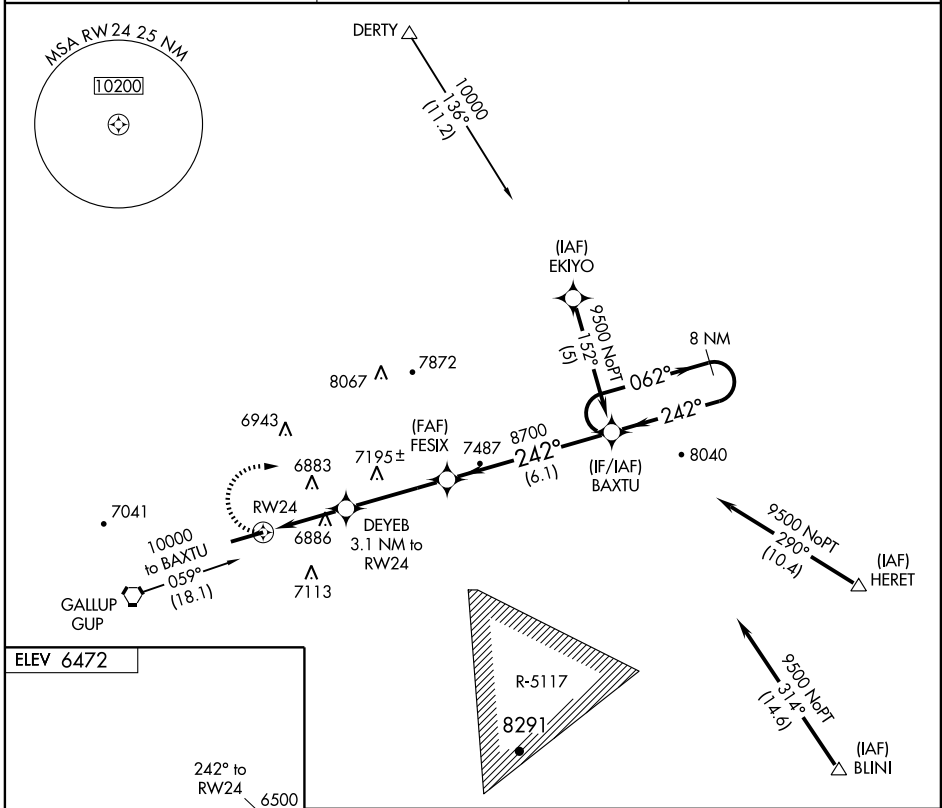 MSA RW24 25 NM
10200
DERTY
10000
136°
(11.2)
(IAF)
EKIYO
9500 NoPT
152°
(5)
8 NM
062°
242°
8067
7872
6943
(FAF)
FESIX
7487
8700
242°
(6.1)
(IF/IAF)
BAXTU
8040
6883
7195±
RW24
6886
DEYEB
3.1 NM to
RW24
7041
10000
to BAXTU
059°
(18.1)
7113
GALLUP
GUP
9500 NoPT
290°
(10.4)
(IAF)
HERET
9500 NoPT
314°
(14.6)
(IAF)
BLINI
R-5117
8291
ELEV 6472
242° to
RW24
6500